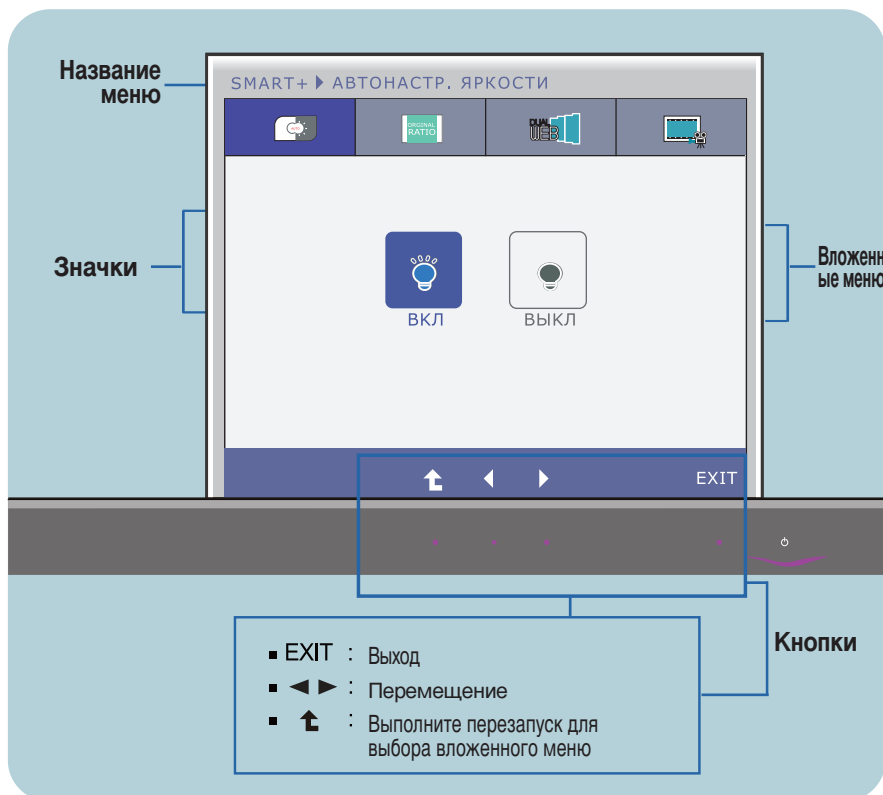 Название
меню
SMART+ ▶ АВТОНАСТР. ЯРКОСТИ
AUTO
ORIGINAL
RATIO
DUAL
WEB
Значки
Вложенн
ые меню
ВКЛ
ВЫКЛ
EXIT
Кнопки
▪ EXIT : Выход
▪ ◀ ▶ : Перемещение
▪ : Выполните перезапуск для
выбора вложенного меню